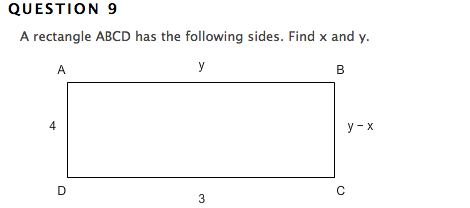 QUESTION 9
A rectangle ABCD has the following sides. Find x and y.
A y B
4 y – x
D 3 C